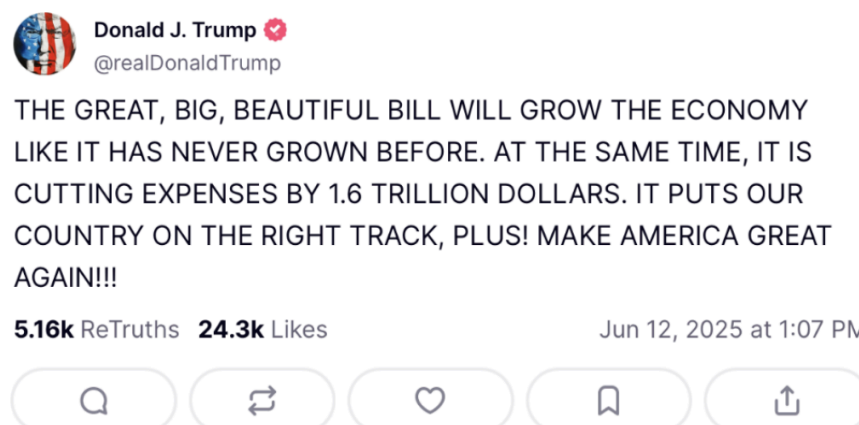 Donald J. Trump
@realDonaldTrump
THE GREAT, BIG, BEAUTIFUL BILL WILL GROW THE ECONOMY
LIKE IT HAS NEVER GROWN BEFORE. AT THE SAME TIME, IT IS
CUTTING EXPENSES BY 1.6 TRILLION DOLLARS. IT PUTS OUR
COUNTRY ON THE RIGHT TRACK, PLUS! MAKE AMERICA GREAT
AGAIN!!!
5.16k ReTruths 24.3k Likes Jun 12, 2025 at 1:07 PM